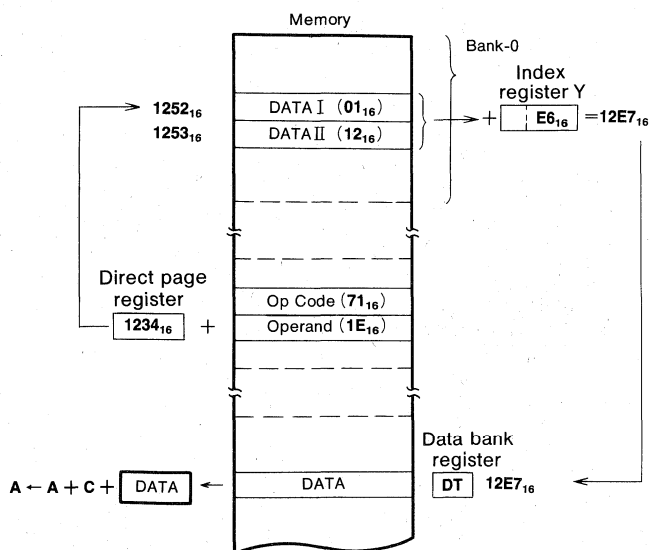 Memory
Bank-0
Index
register Y
1252₁₆
DATA Ⅰ (01₁₆)
+ E6₁₆ =12E7₁₆
1253₁₆
DATA Ⅱ (12₁₆)
Direct page
register
Op Code (71₁₆)
1234₁₆ +
Operand (1E₁₆)
Data bank
register
A ← A + C + DATA
DATA
DT 12E7₁₆